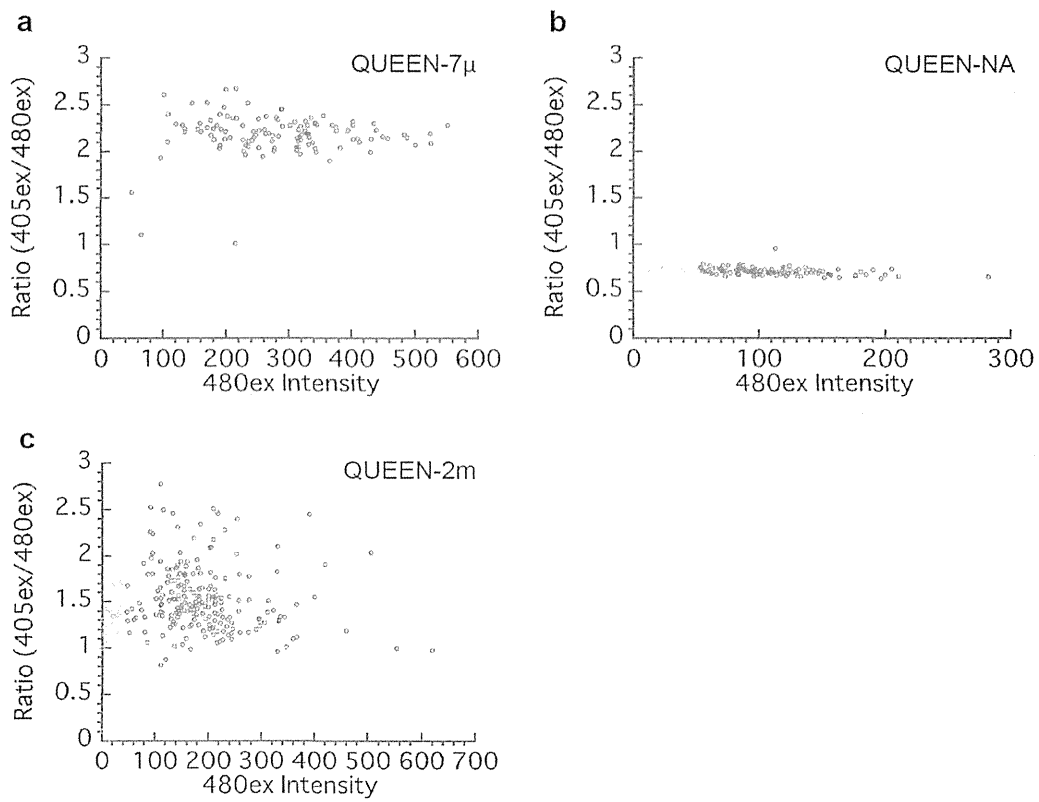 a
QUEEN-7μ
Ratio (405ex/480ex)
3
2.5
2
1.5
1
0.5
0
0 100 200 300 400 500 600
480ex Intensity
b
QUEEN-NA
Ratio (405ex/480ex)
3
2.5
2
1.5
1
0.5
0
0 100 200 300
480ex Intensity
c
QUEEN-2m
Ratio (405ex/480ex)
3
2.5
2
1.5
1
0.5
0
0 100 200 300 400 500 600 700
480ex Intensity